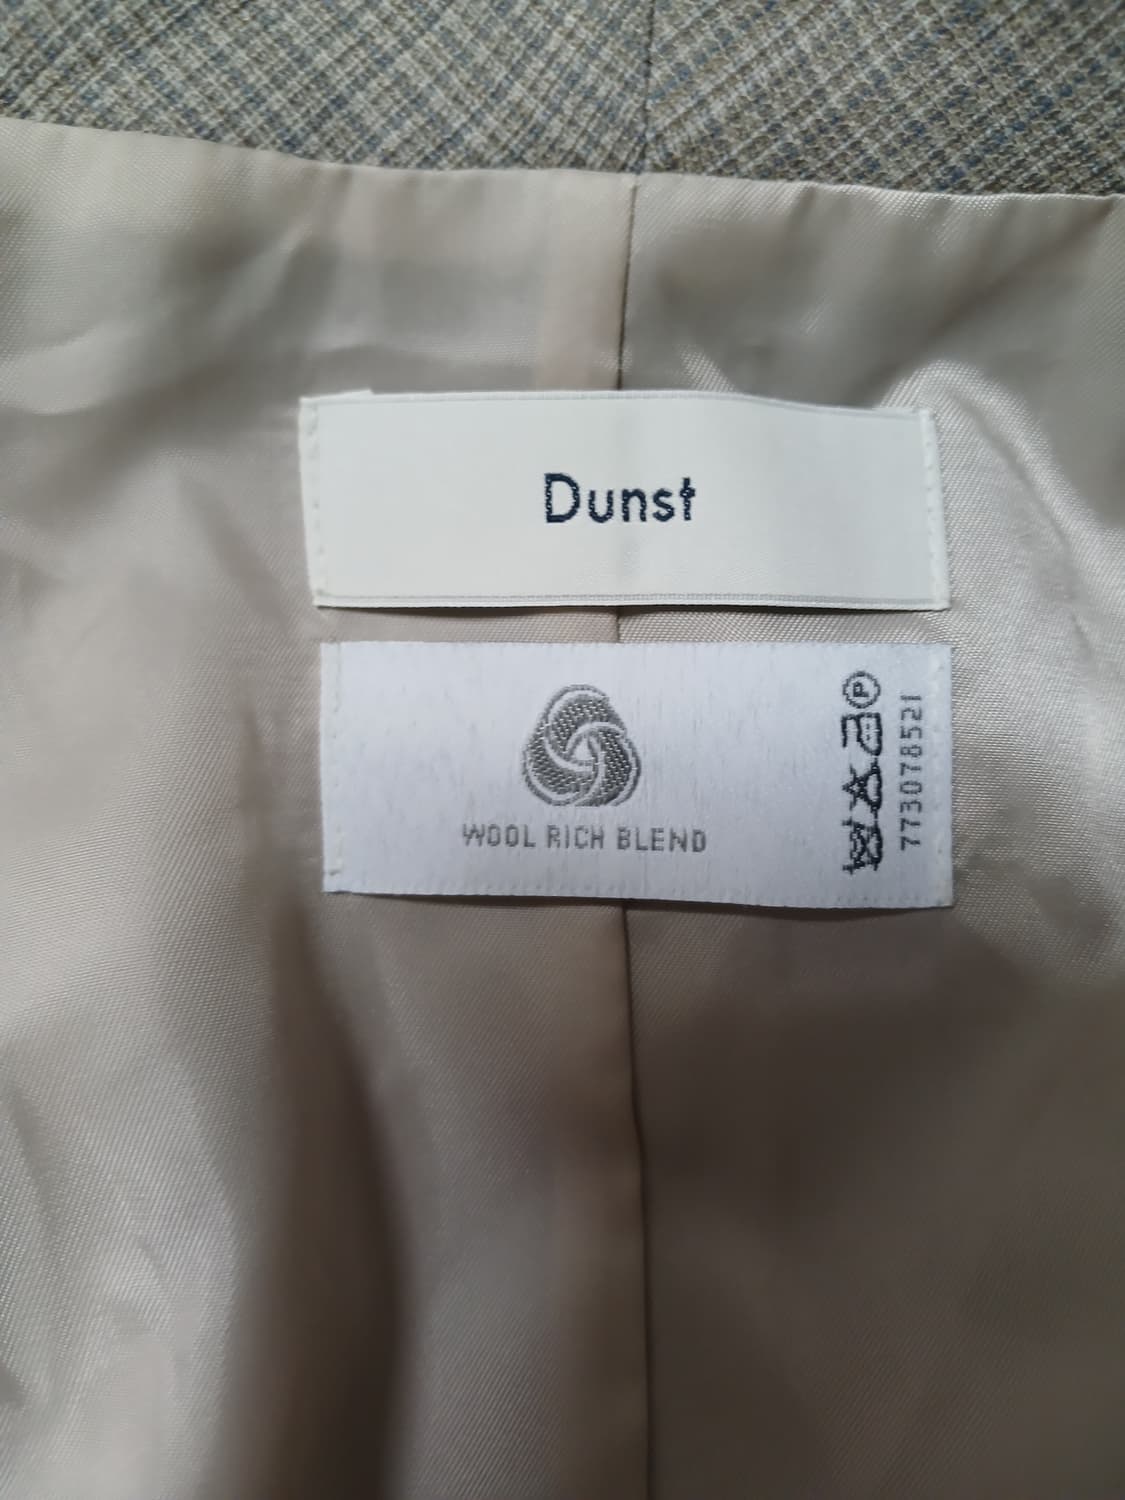 Dunst
WOOL RICH BLEND
P
773078521